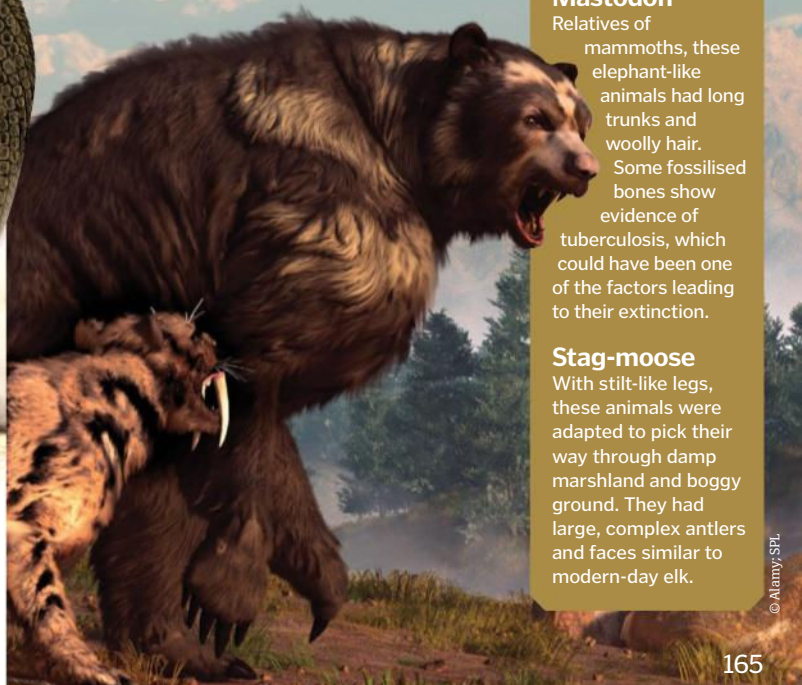 Mastodon
Relatives of
mammoths, these
elephant-like
animals had long
trunks and
woolly hair.
Some fossilised
bones show
evidence of
tuberculosis, which
could have been one
of the factors leading
to their extinction.
Stag-moose
With stilt-like legs,
these animals were
adapted to pick their
way through damp
marshland and boggy
ground. They had
large, complex antlers
and faces similar to
modern-day elk.
© Alamy; SPL
165